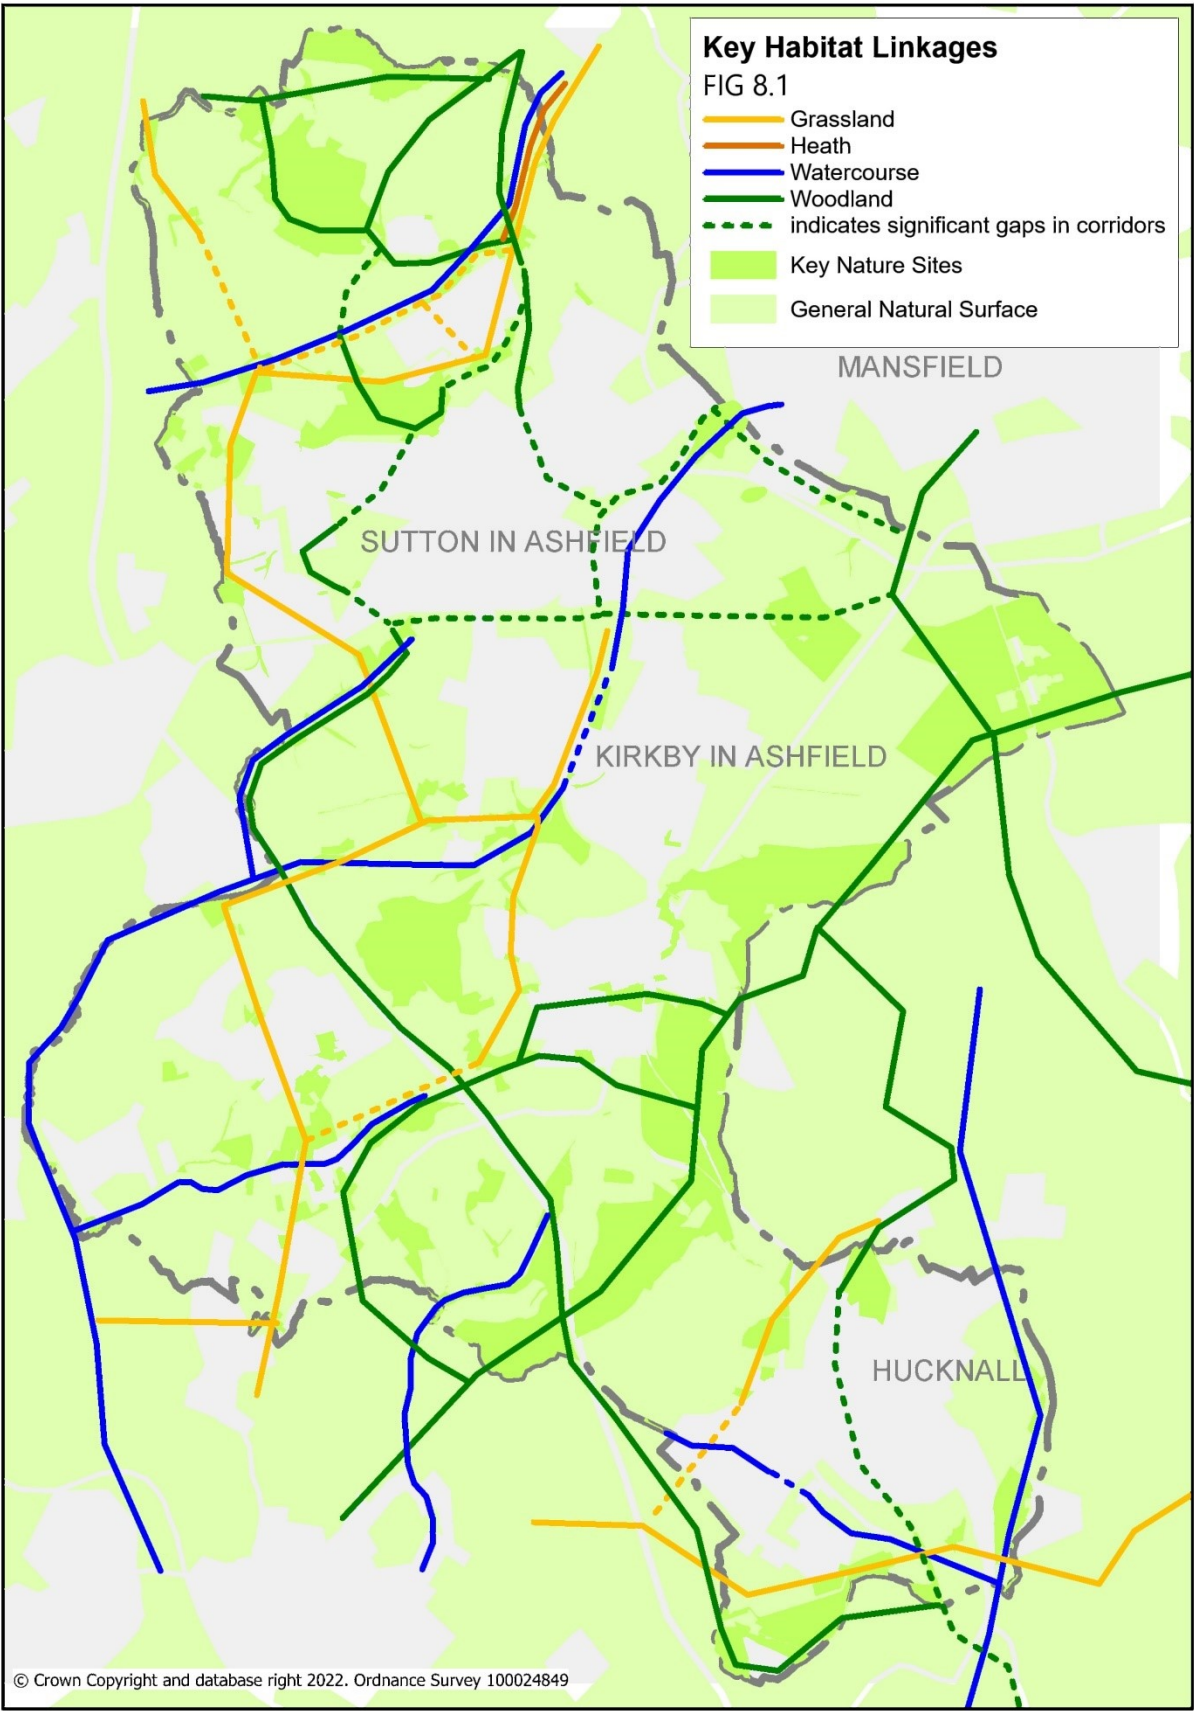 Key Habitat Linkages
FIG 8.1
Grassland
Heath
Watercourse
Woodland
indicates significant gaps in corridors
Key Nature Sites
General Natural Surface
MANSFIELD
SUTTON IN ASHFIELD
KIRKBY IN ASHFIELD
HUCKNALL
© Crown Copyright and database right 2022. Ordnance Survey 100024849